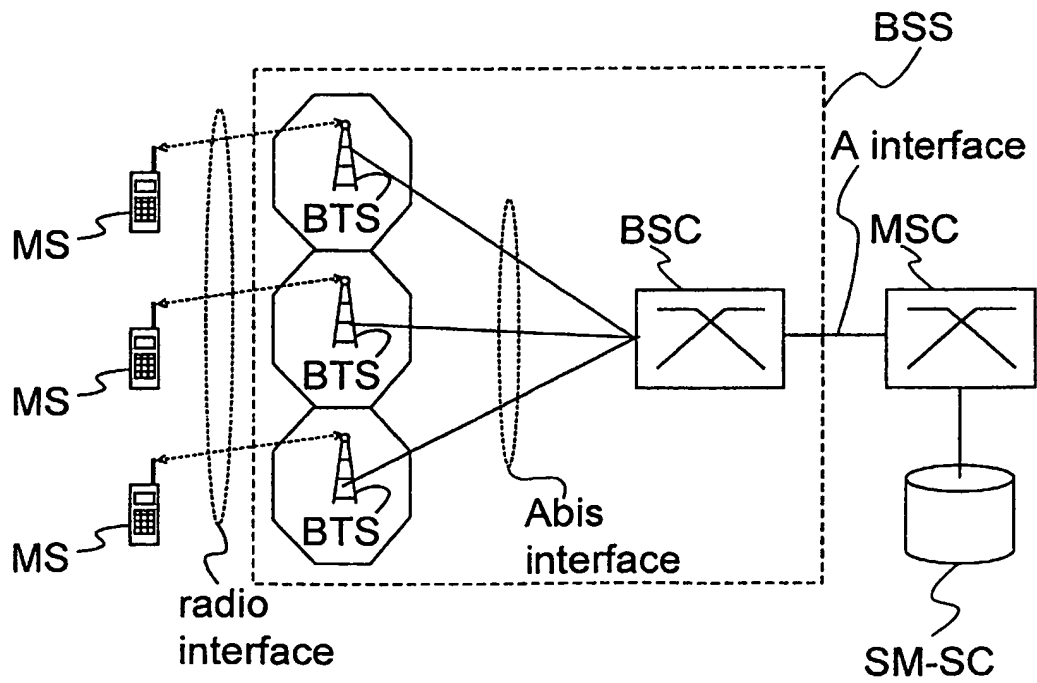 BSS
A interface
BTS
MS
BSC
MSC
BTS
MS
BTS
MS
Abis
interface
radio
interface
SM-SC